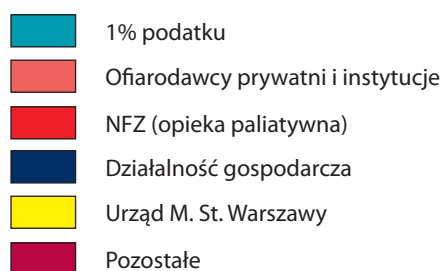 1% podatku
Ofiarodawcy prywatni i instytucje
NFZ (opieka paliatywna)
Działalność gospodarcza
Urząd M. St. Warszawy
Pozostałe